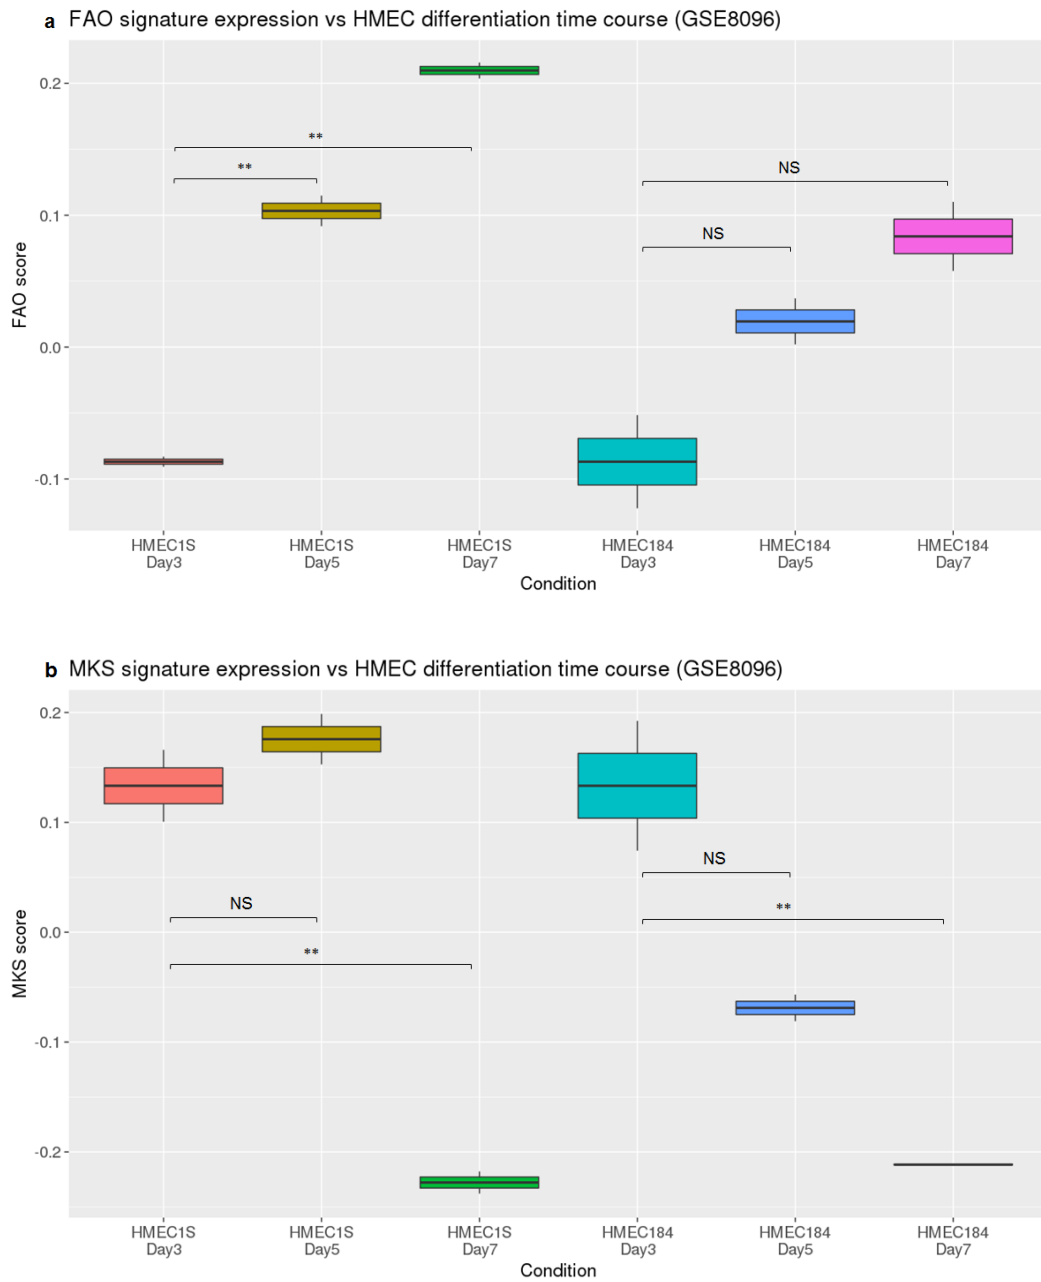 a FAO signature expression vs HMEC differentiation time course (GSE8096)
FAO score
0.2
0.1
0.0
-0.1
**
**
NS
NS
HMEC1S
Day3
HMEC1S
Day5
HMEC1S
Day7
HMEC184
Day3
HMEC184
Day5
HMEC184
Day7
Condition
b MKS signature expression vs HMEC differentiation time course (GSE8096)
MKS score
0.2
0.1
0.0
-0.1
-0.2
NS
**
NS
**
HMEC1S
Day3
HMEC1S
Day5
HMEC1S
Day7
HMEC184
Day3
HMEC184
Day5
HMEC184
Day7
Condition